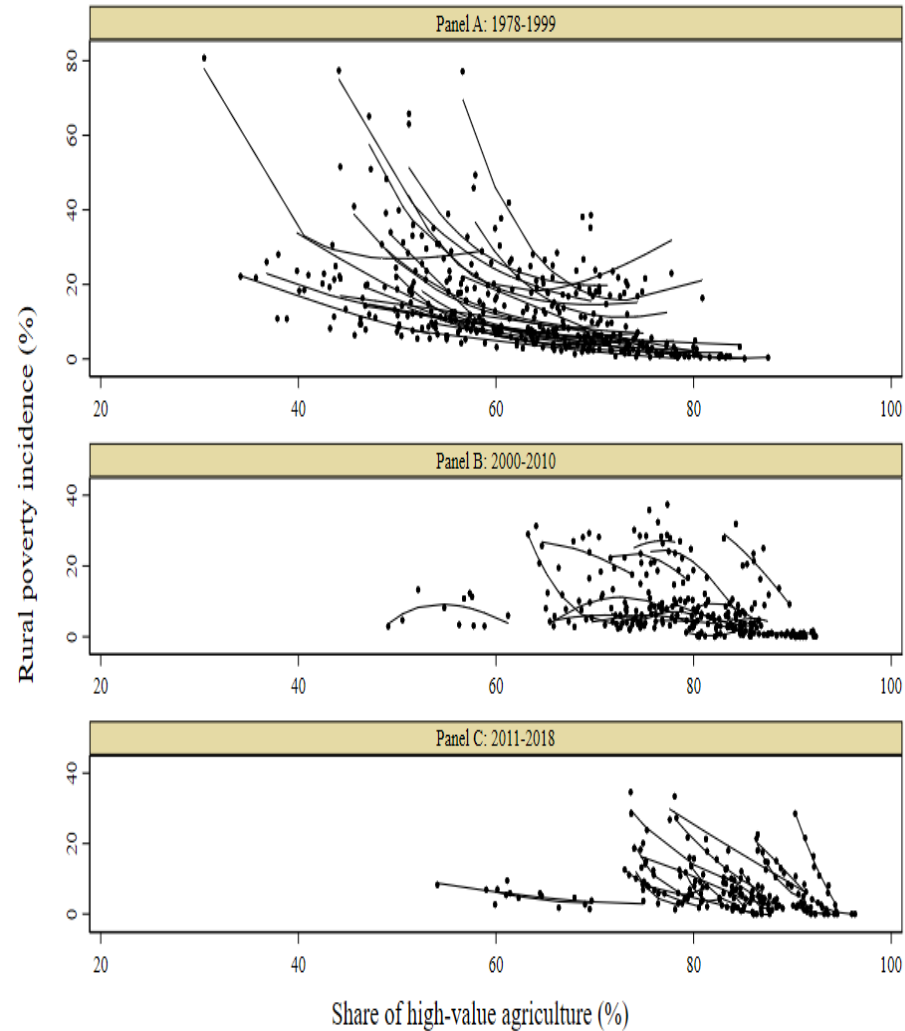 Panel A: 1978-1999
80
60
40
20
0
20 40 60 80 100
Panel B: 2000-2010
40
20
0
20 40 60 80 100
Panel C: 2011-2018
40
20
0
20 40 60 80 100
Rural poverty incidence (%)
Share of high-value agriculture (%)